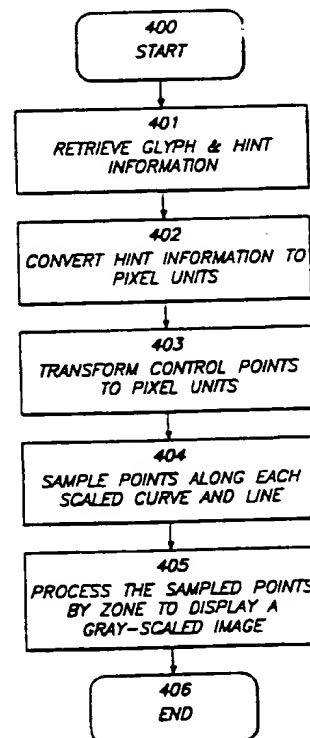 400
START
401
RETRIEVE GLYPH & HINT
INFORMATION
402
CONVERT HINT INFORMATION TO
PIXEL UNITS
403
TRANSFORM CONTROL POINTS
TO PIXEL UNITS
404
SAMPLE POINTS ALONG EACH
SCALED CURVE AND LINE
405
PROCESS THE SAMPLED POINTS
BY ZONE TO DISPLAY A
GRAY-SCALED IMAGE
406
END